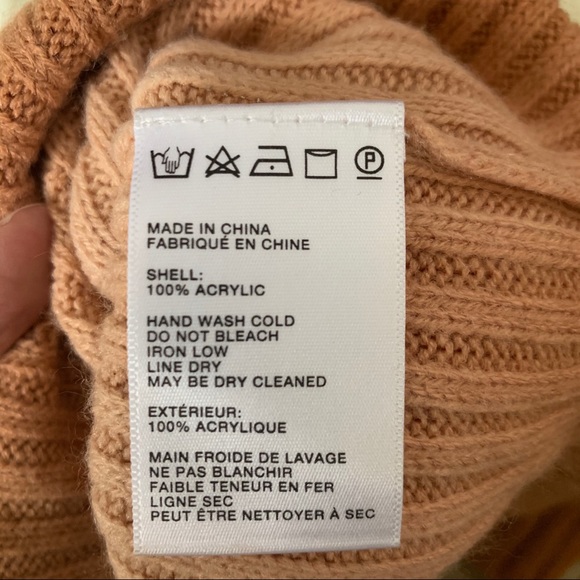 P
MADE IN CHINA
FABRIQUÉ EN CHINE
SHELL:
100% ACRYLIC
HAND WASH COLD
DO NOT BLEACH
IRON LOW
LINE DRY
MAY BE DRY CLEANED
EXTÉRIEUR:
100% ACRYLIQUE
MAIN FROIDE DE LAVAGE
NE PAS BLANCHIR
FAIBLE TENEUR EN FER
LIGNE SEC
PEUT ÊTRE NETTOYER À SEC